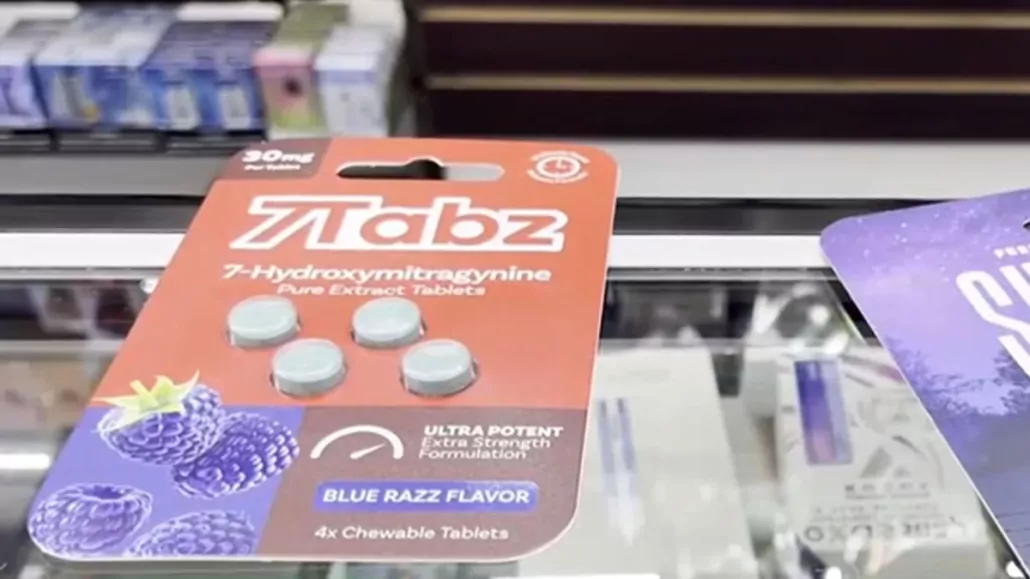 30mg
Per Tablet
7Tabz
7-Hydroxymitragynine
Pure Extract Tablets
ULTRA POTENT
Extra Strength
Formulation
BLUE RAZZ FLAVOR
4x Chewable Tablets